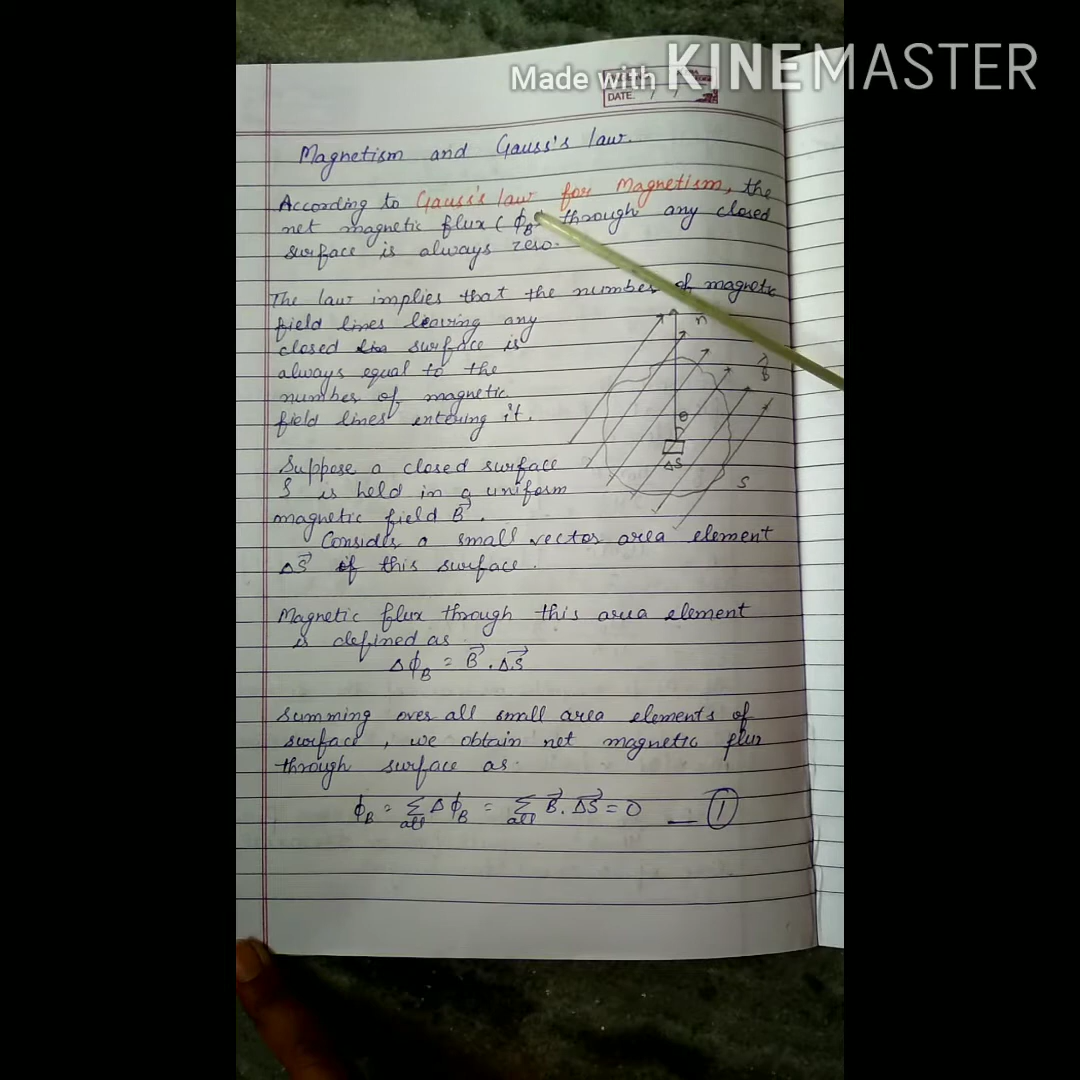 Made with KINEMASTER
DATE.
Magnetism and Gauss's law.
According to Gauss's law for Magnetism, the
net magnetic flux (ϕB) through any closed
surface is always zero.
The law implies that the number of magnetic
field lines leaving any
closed surface is
always equal to the
number of magnetic
field lines entering it.
n
B
θ
ΔS
S
Suppose a closed surface
S is held in a uniform
magnetic field B⃗.
Consider a small vector area element
ΔS⃗ of this surface.
Magnetic flux through this area element
is defined as
ΔϕB = B⃗ . ΔS⃗
Summing over all small area elements of
surface, we obtain net magnetic flux
through surface as.
ϕB = Σall ΔϕB = Σall B⃗ . ΔS⃗ = 0 — ①